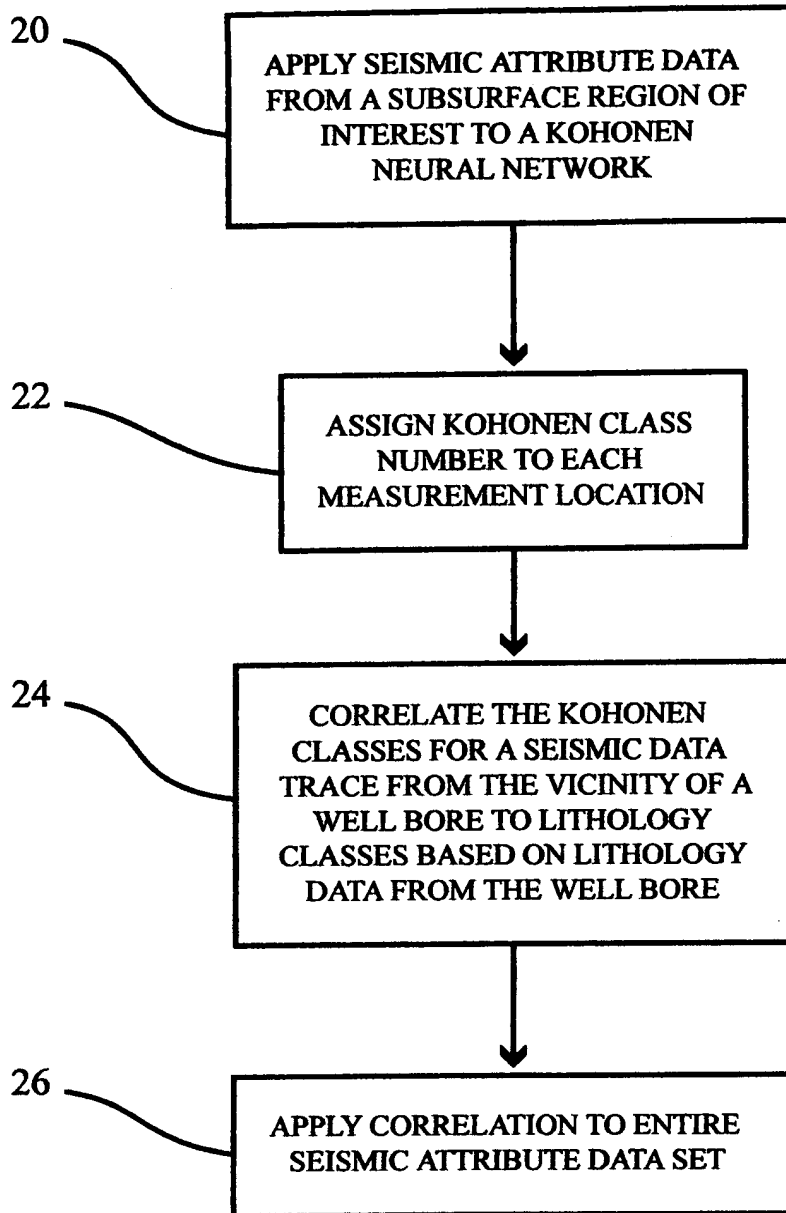 20
APPLY SEISMIC ATTRIBUTE DATA
FROM A SUBSURFACE REGION OF
INTEREST TO A KOHONEN
NEURAL NETWORK
22
ASSIGN KOHONEN CLASS
NUMBER TO EACH
MEASUREMENT LOCATION
24
CORRELATE THE KOHONEN
CLASSES FOR A SEISMIC DATA
TRACE FROM THE VICINITY OF A
WELL BORE TO LITHOLOGY
CLASSES BASED ON LITHOLOGY
DATA FROM THE WELL BORE
26
APPLY CORRELATION TO ENTIRE
SEISMIC ATTRIBUTE DATA SET